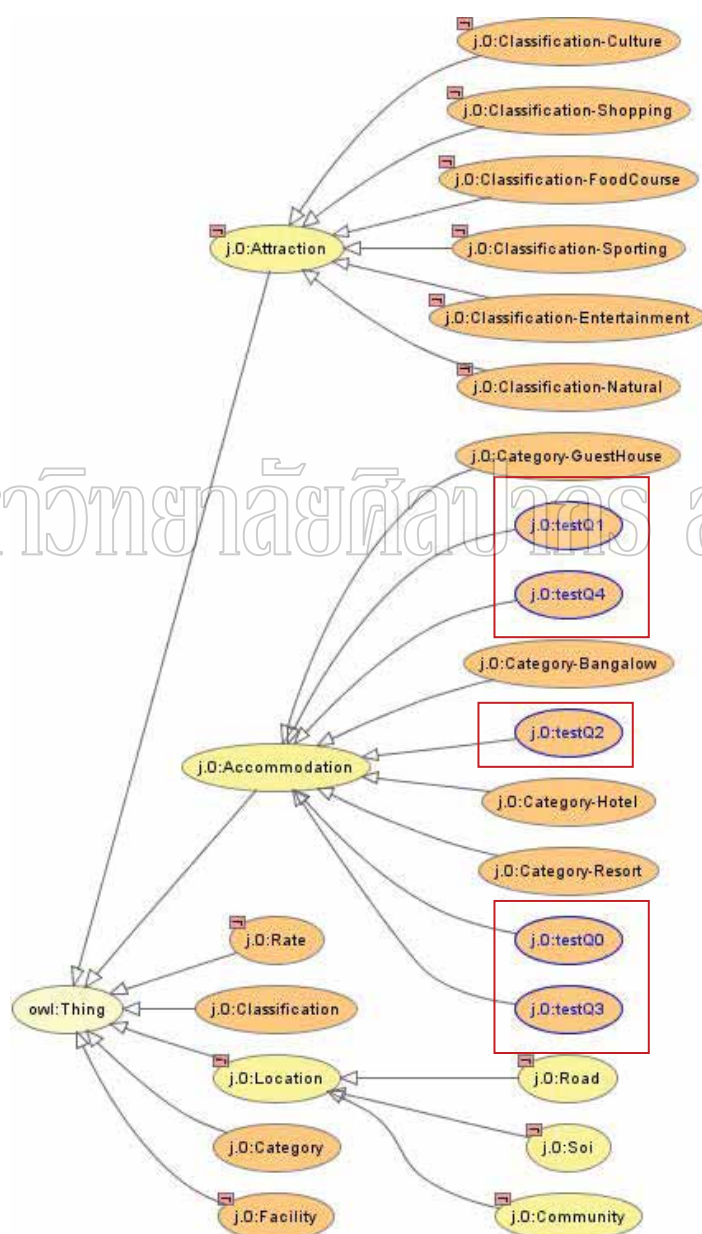 j.0:Classification-Culture
j.0:Classification-Shopping
j.0:Classification-FoodCourse
j.0:Classification-Sporting
j.0:Attraction
j.0:Classification-Entertainment
j.0:Classification-Natural
j.0:Category-GuestHouse
j.0:testQ1
j.0:testQ4
j.0:Category-Bangalow
j.0:testQ2
j.0:Accommodation
j.0:Category-Hotel
j.0:Category-Resort
j.0:Rate
j.0:testQ0
owl:Thing
j.0:Classification
j.0:testQ3
j.0:Location
j.0:Road
j.0:Category
j.0:Soi
j.0:Facility
j.0:Community